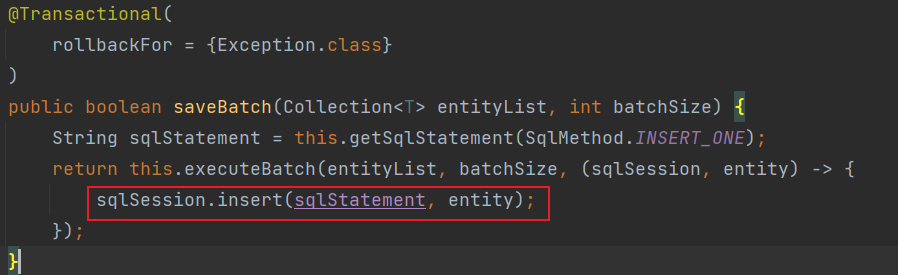 @Transactional(
    rollbackFor = {Exception.class}
)
public boolean saveBatch(Collection<T> entityList, int batchSize) {
    String sqlStatement = this.getSqlStatement(SqlMethod.INSERT_ONE);
    return this.executeBatch(entityList, batchSize, (sqlSession, entity) -> {
        sqlSession.insert(sqlStatement, entity);
    });
}